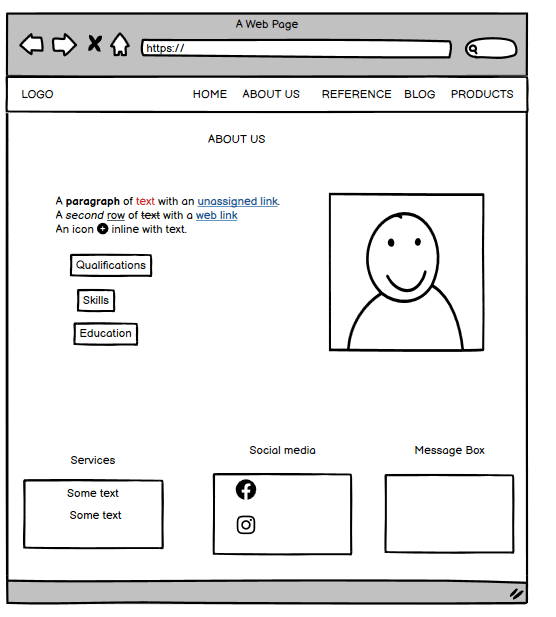 A Web Page
https://
LOGO HOME ABOUT US REFERENCE BLOG PRODUCTS
ABOUT US
A paragraph of text with an unassigned link.
A second row of text with a web link
An icon inline with text.
Qualifications
Skills
Education
Services
Some text
Some text
Social media
Message Box